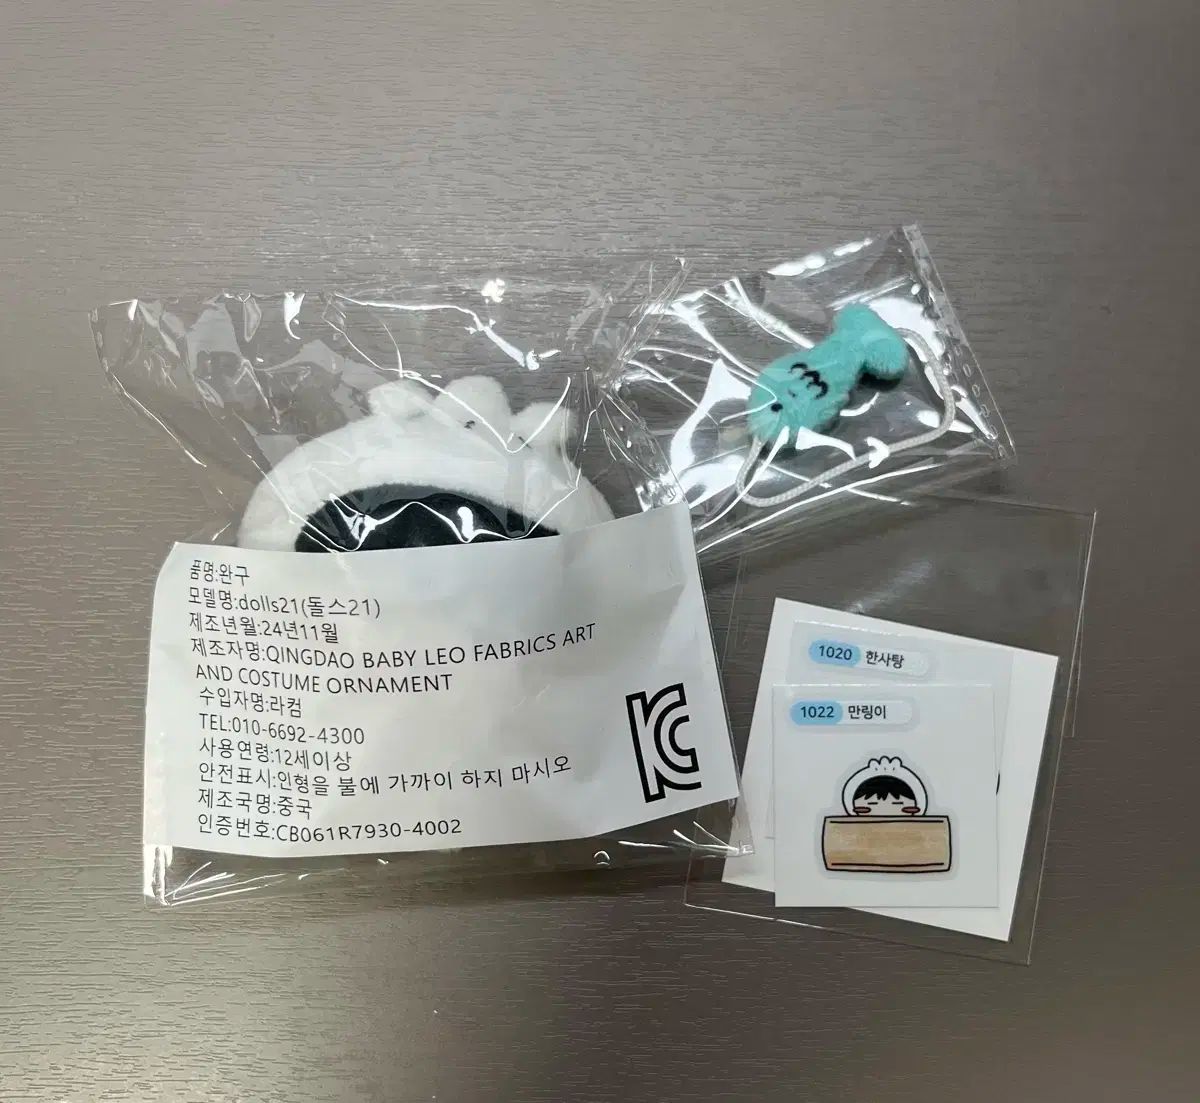 품명:완구
모델명:dolls21(돌스21)
제조년월:24년11월
제조자명:QINGDAO BABY LEO FABRICS ART
AND COSTUME ORNAMENT
수입자명:라컴
TEL:010-6692-4300
사용연령:12세이상
안전표시:인형을 불에 가까이 하지 마시오
제조국명:중국
인증번호:CB061R7930-4002
1020 한사탕
1022 만링이